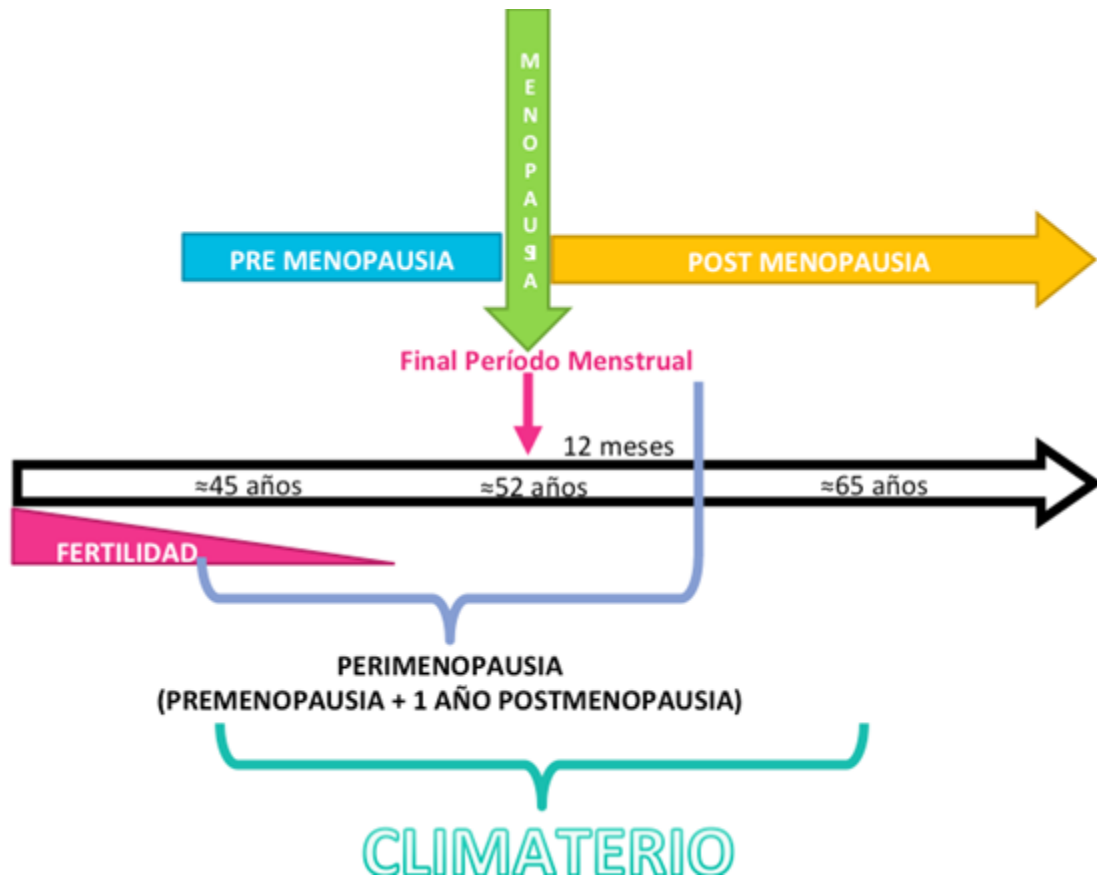 MENOPAUSIA
PRE MENOPAUSIA
POST MENOPAUSIA
Final Período Menstrual
12 meses
≈45 años
≈52 años
≈65 años
FERTILIDAD
PERIMENOPAUSIA
(PREMENOPAUSIA + 1 AÑO POSTMENOPAUSIA)
CLIMATERIO